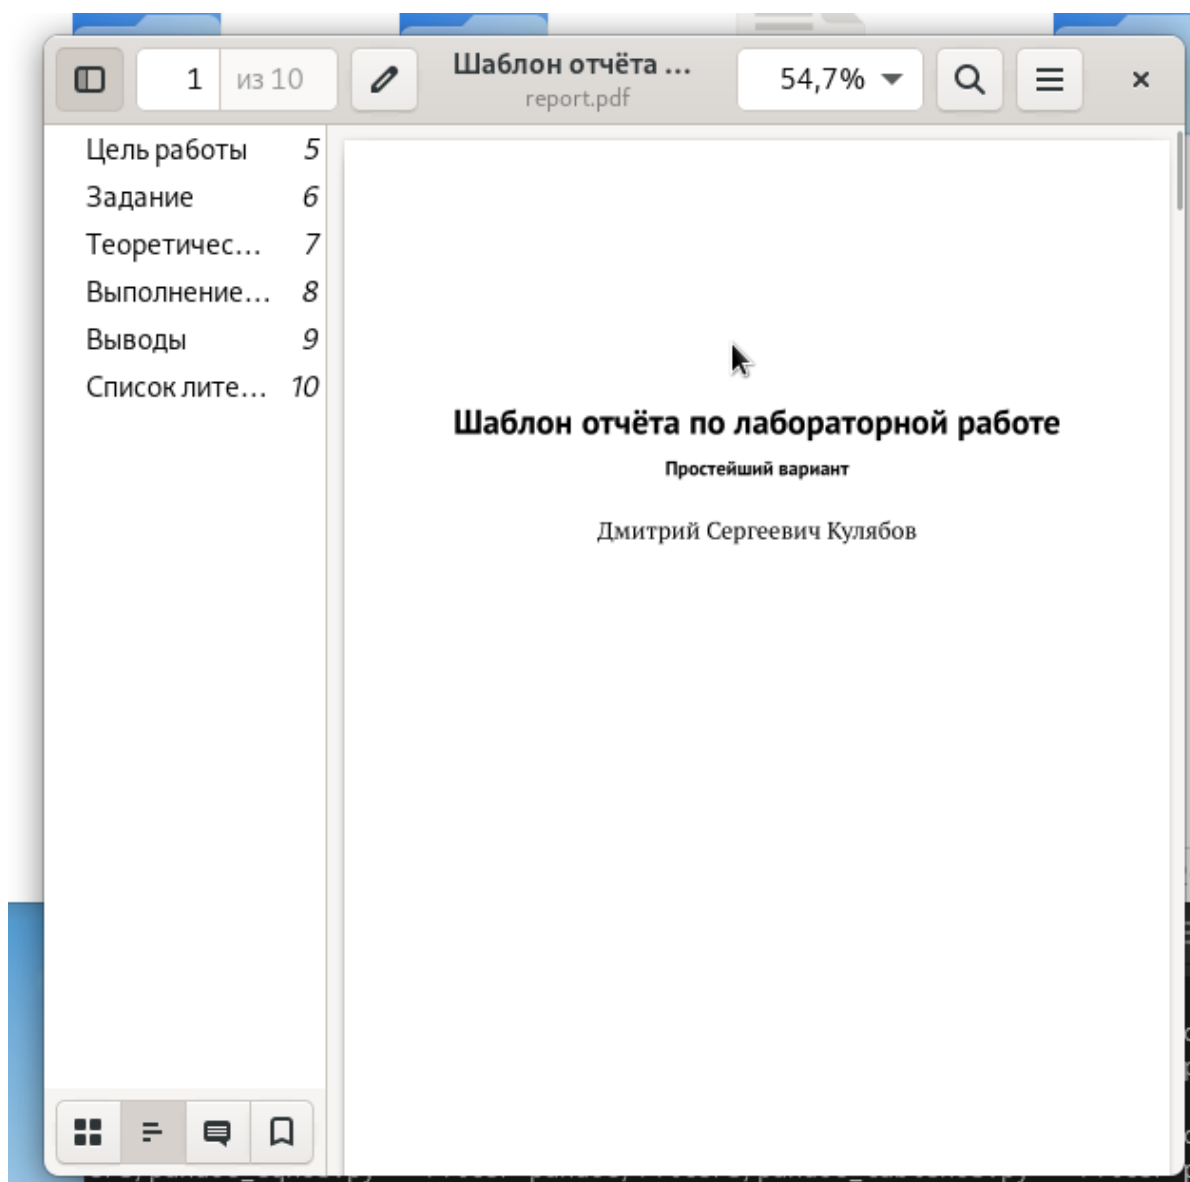 1 из 10
Шаблон отчёта ...
report.pdf
54,7%
Цель работы 5
Задание 6
Теоретичес... 7
Выполнение... 8
Выводы 9
Список лите... 10
Шаблон отчёта по лабораторной работе
Простейший вариант
Дмитрий Сергеевич Кулябов